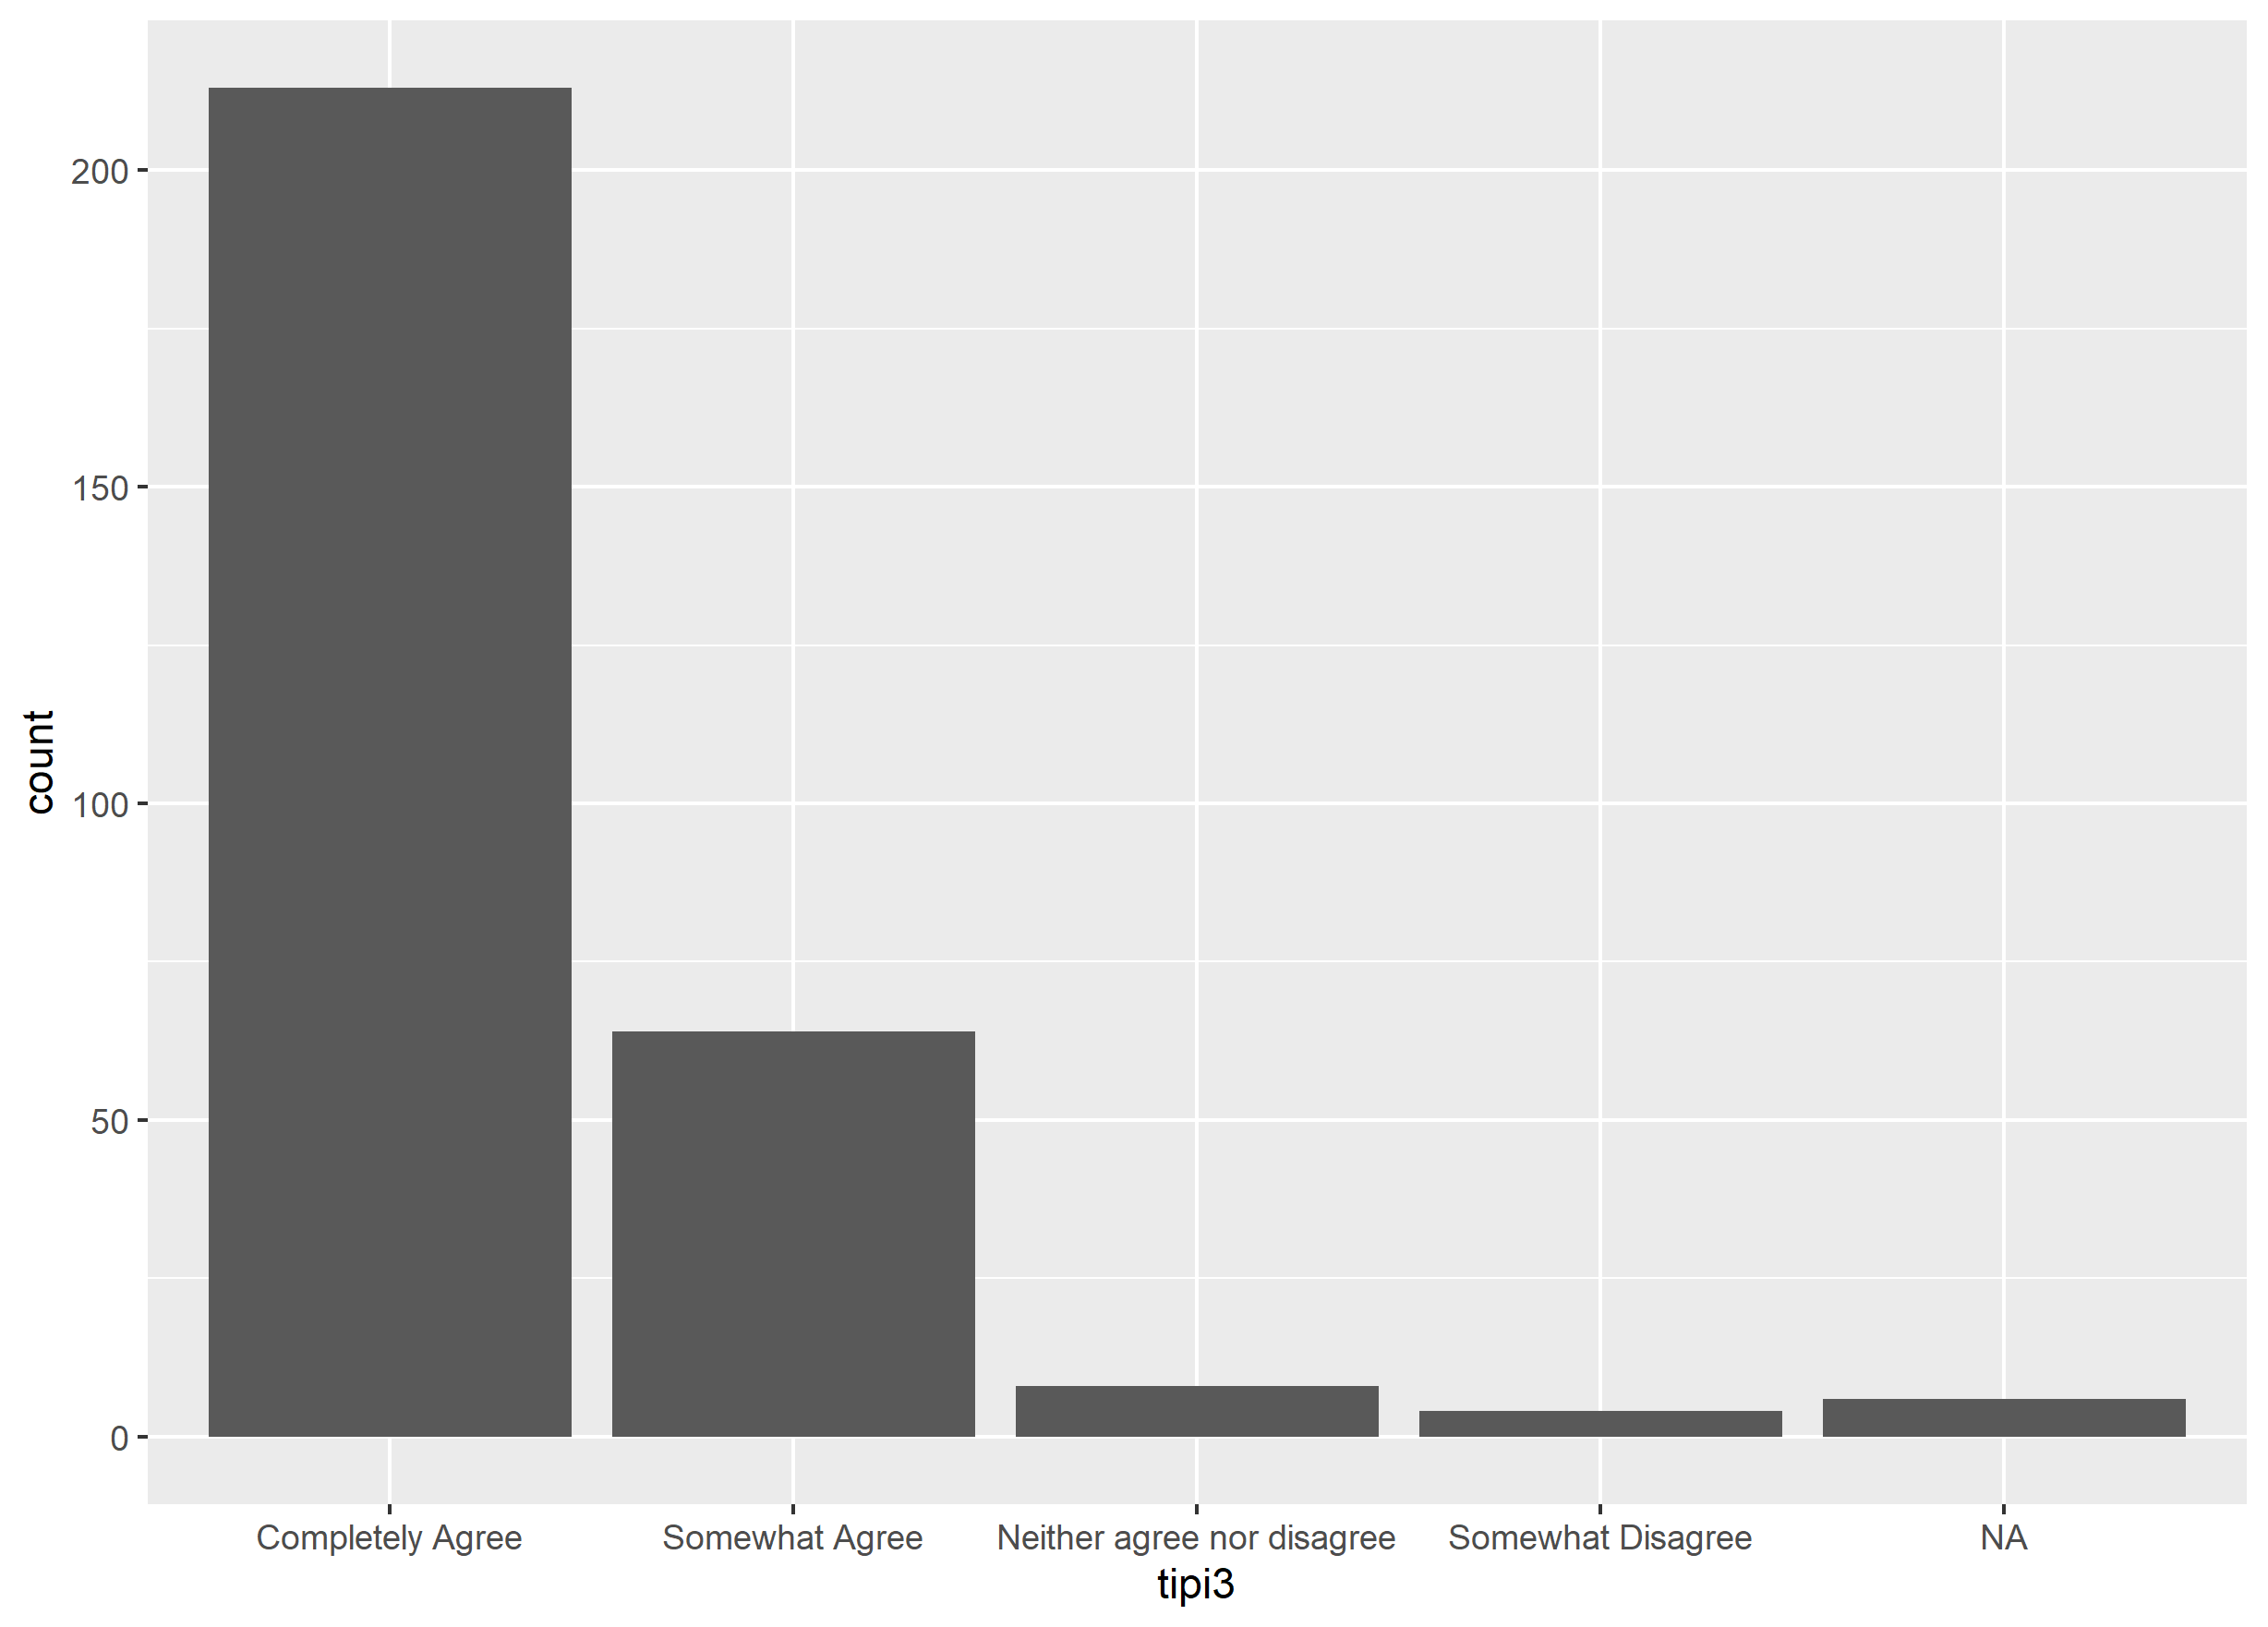 200
150
100
50
0
count
Completely Agree
Somewhat Agree
Neither agree nor disagree
Somewhat Disagree
NA
tipi3